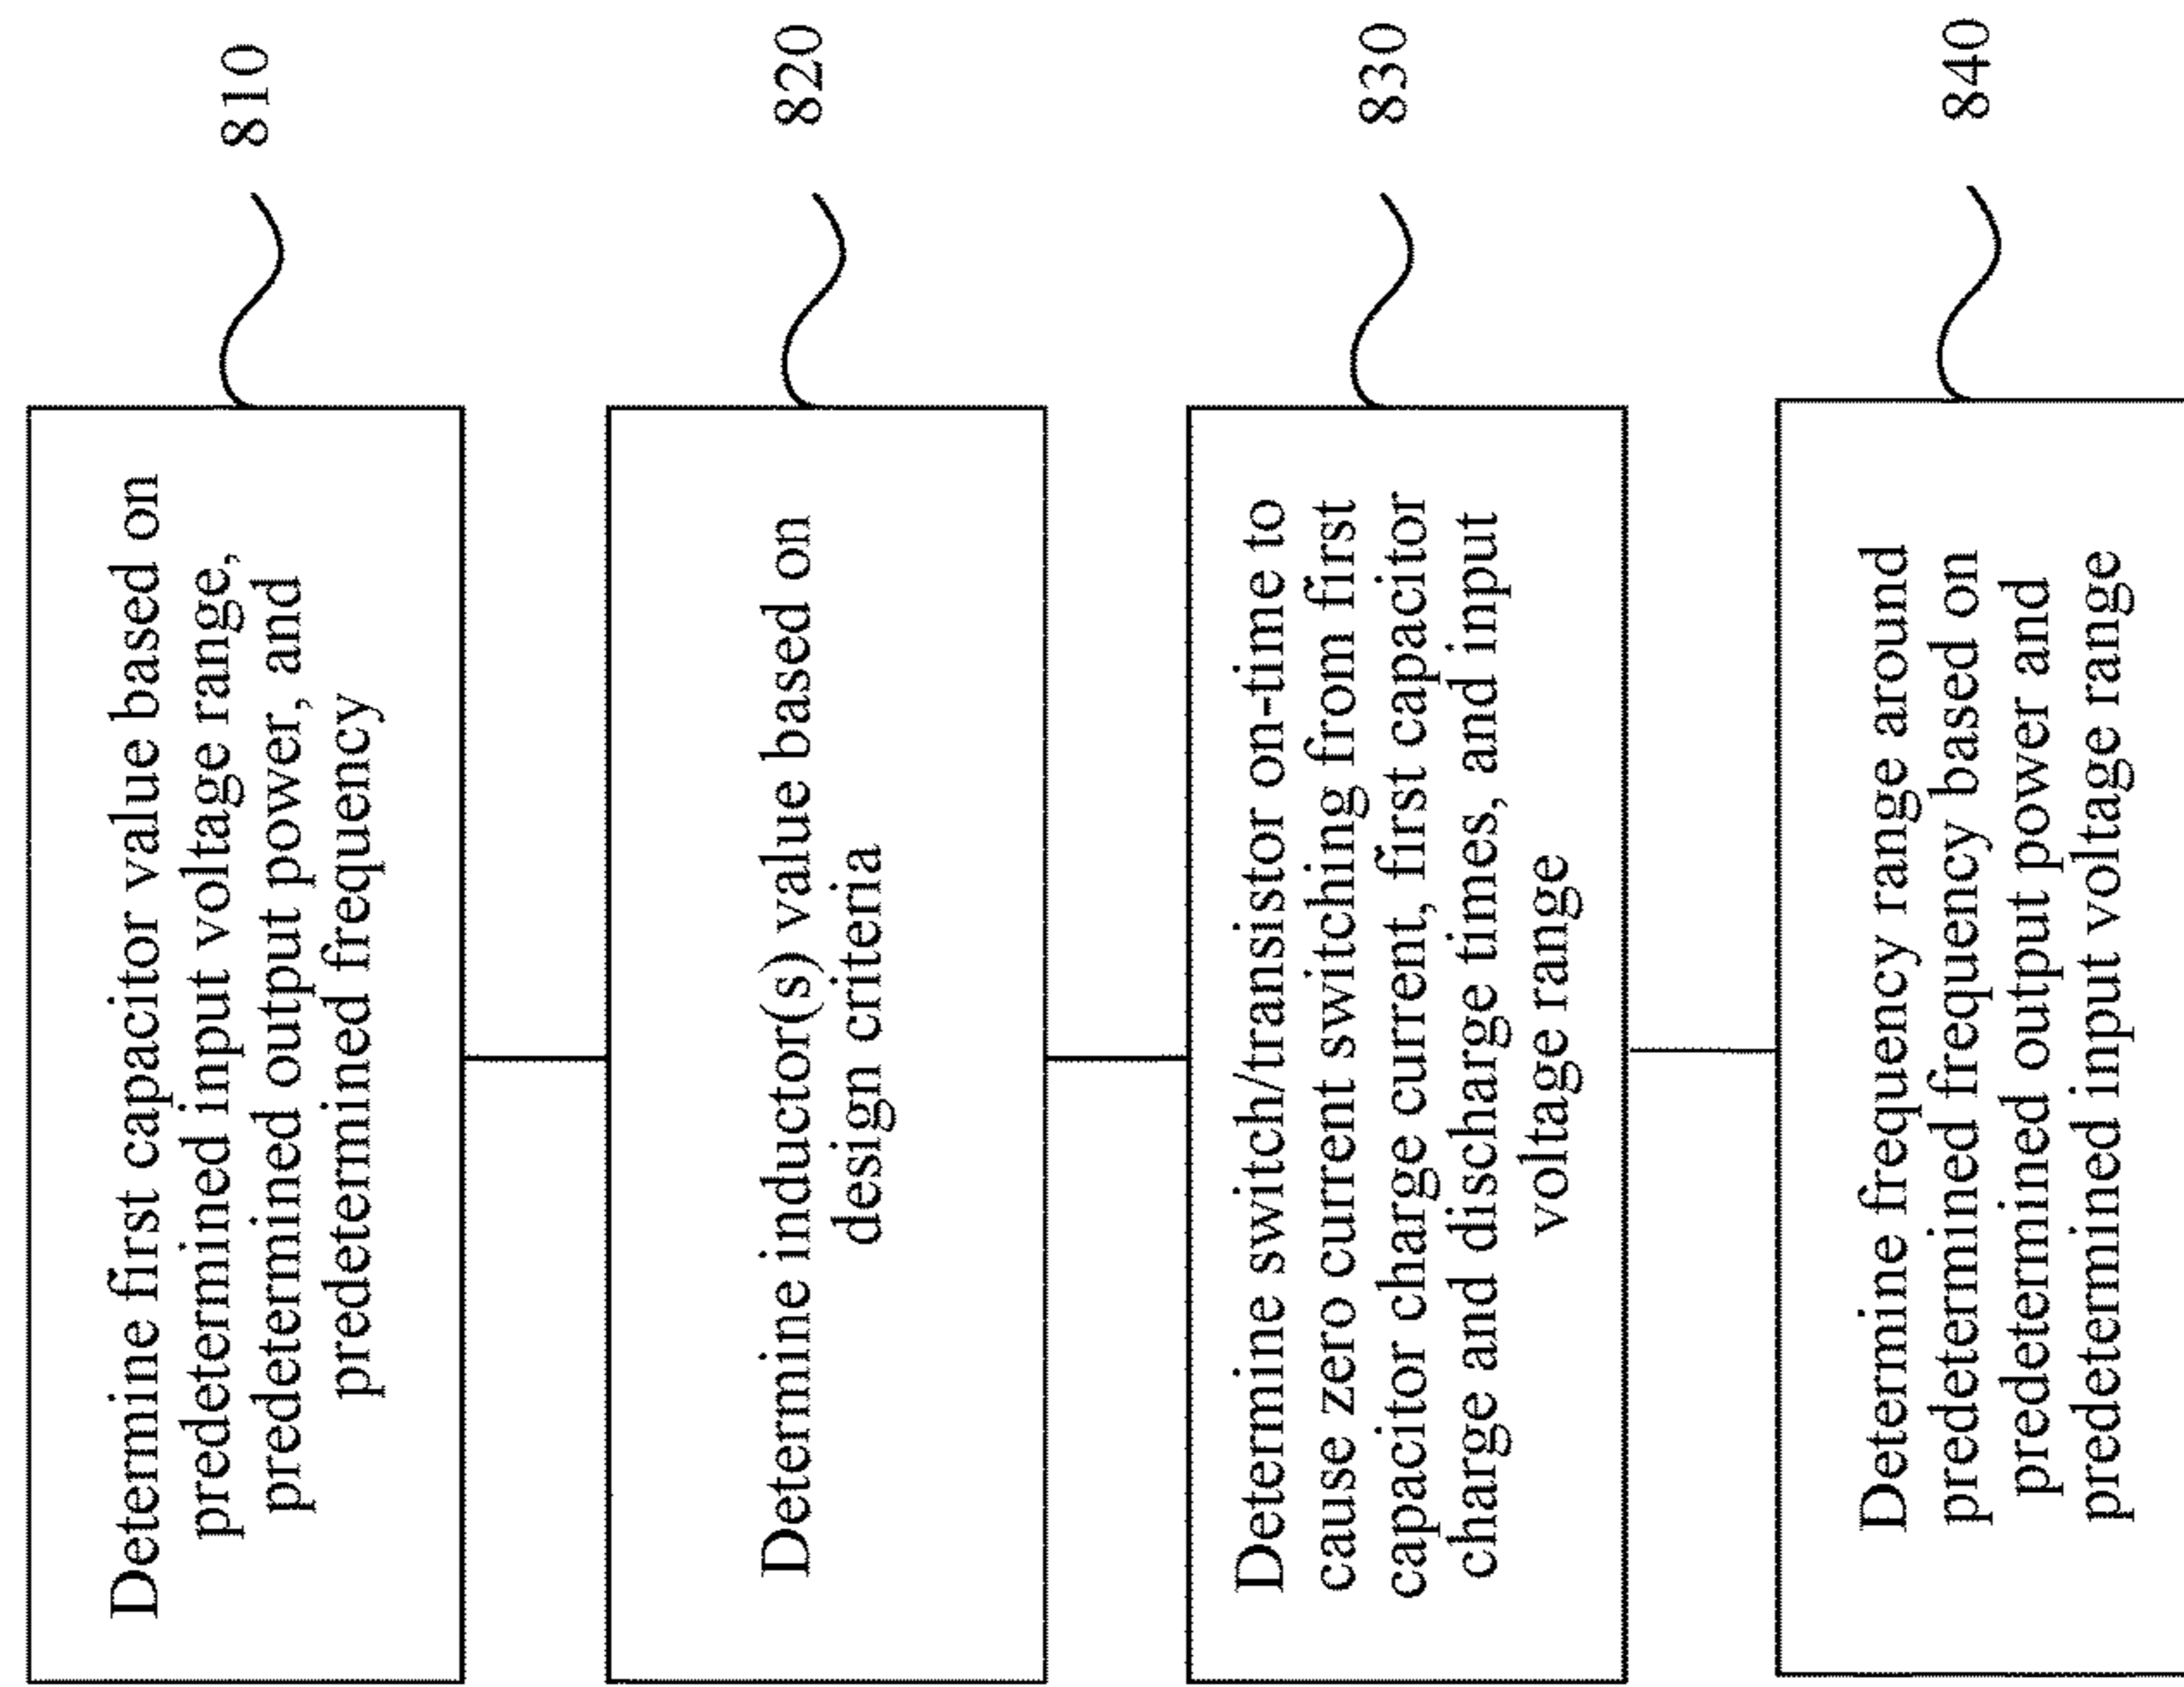 Determine first capacitor value based on
predetermined input voltage range,
predetermined output power, and
predetermined frequency
810
Determine inductor(s) value based on
design criteria
820
Determine switch/transistor on-time to
cause zero current switching from first
capacitor charge current, first capacitor
charge and discharge times, and input
voltage range
830
Determine frequency range around
predetermined frequency based on
predetermined output power and
predetermined input voltage range
840